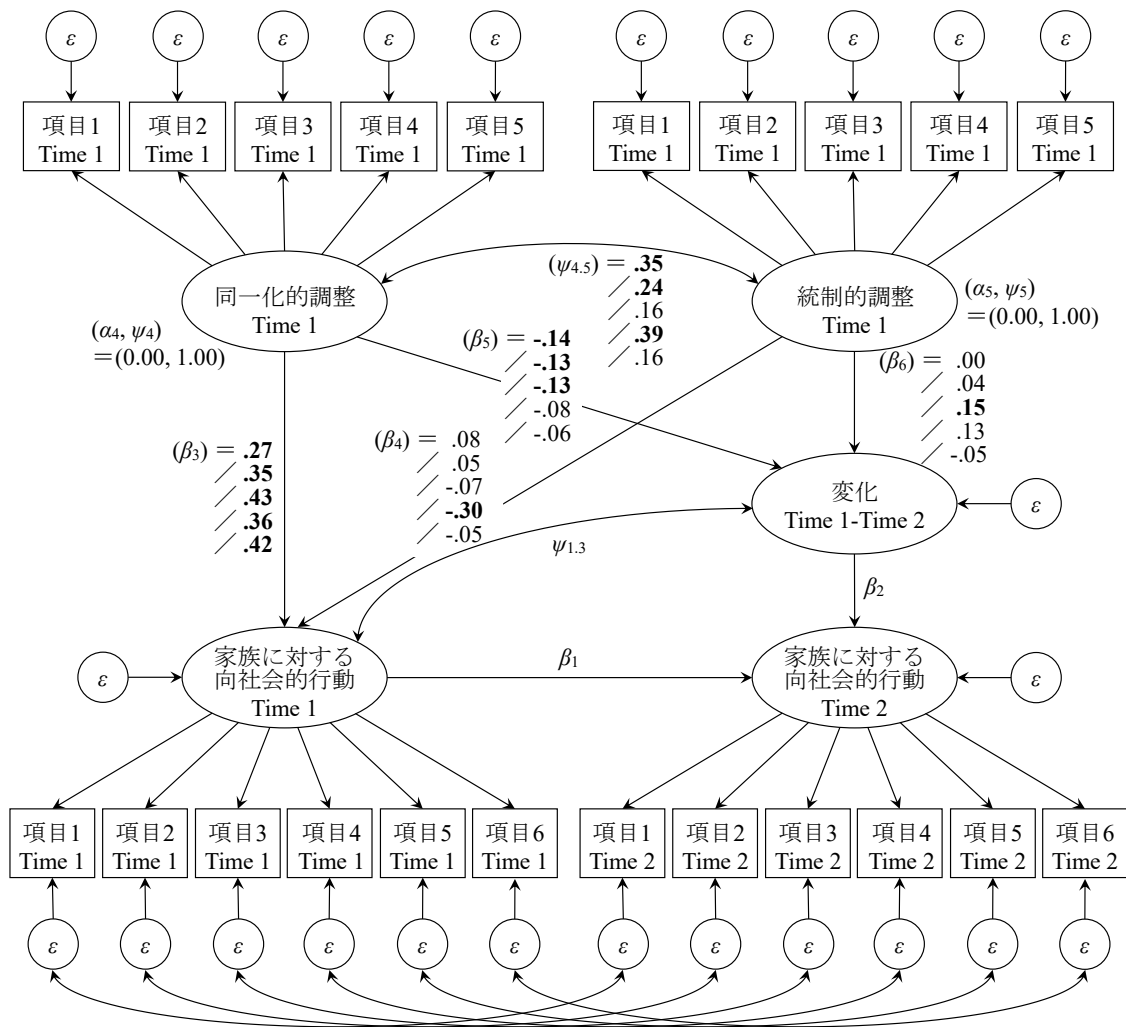 ε ε ε ε ε ε ε ε ε ε
項目1 項目2 項目3 項目4 項目5 項目1 項目2 項目3 項目4 項目5
Time 1 Time 1 Time 1 Time 1 Time 1 Time 1 Time 1 Time 1 Time 1 Time 1
同一化的調整
Time 1
(α4, ψ4)
＝(0.00, 1.00)
(ψ4.5)＝ .35
／ .24
／ .16
／ .39
／ .16
統制的調整
Time 1
(α5, ψ5)
＝(0.00, 1.00)
(β5)＝ -.14
／ -.13
／ -.13
／ -.08
／ -.06
(β6)＝ .00
／ .04
／ .15
／ .13
／ -.05
(β3)＝ .27
／ .35
／ .43
／ .36
／ .42
(β4)＝ .08
／ .05
／ -.07
／ -.30
／ -.05
変化
Time 1-Time 2
ε
ψ1.3
β2
ε
家族に対する
向社会的行動
Time 1
β1
家族に対する
向社会的行動
Time 2
ε
項目1 項目2 項目3 項目4 項目5 項目6 項目1 項目2 項目3 項目4 項目5 項目6
Time 1 Time 1 Time 1 Time 1 Time 1 Time 1 Time 2 Time 2 Time 2 Time 2 Time 2 Time 2
ε ε ε ε ε ε ε ε ε ε ε ε